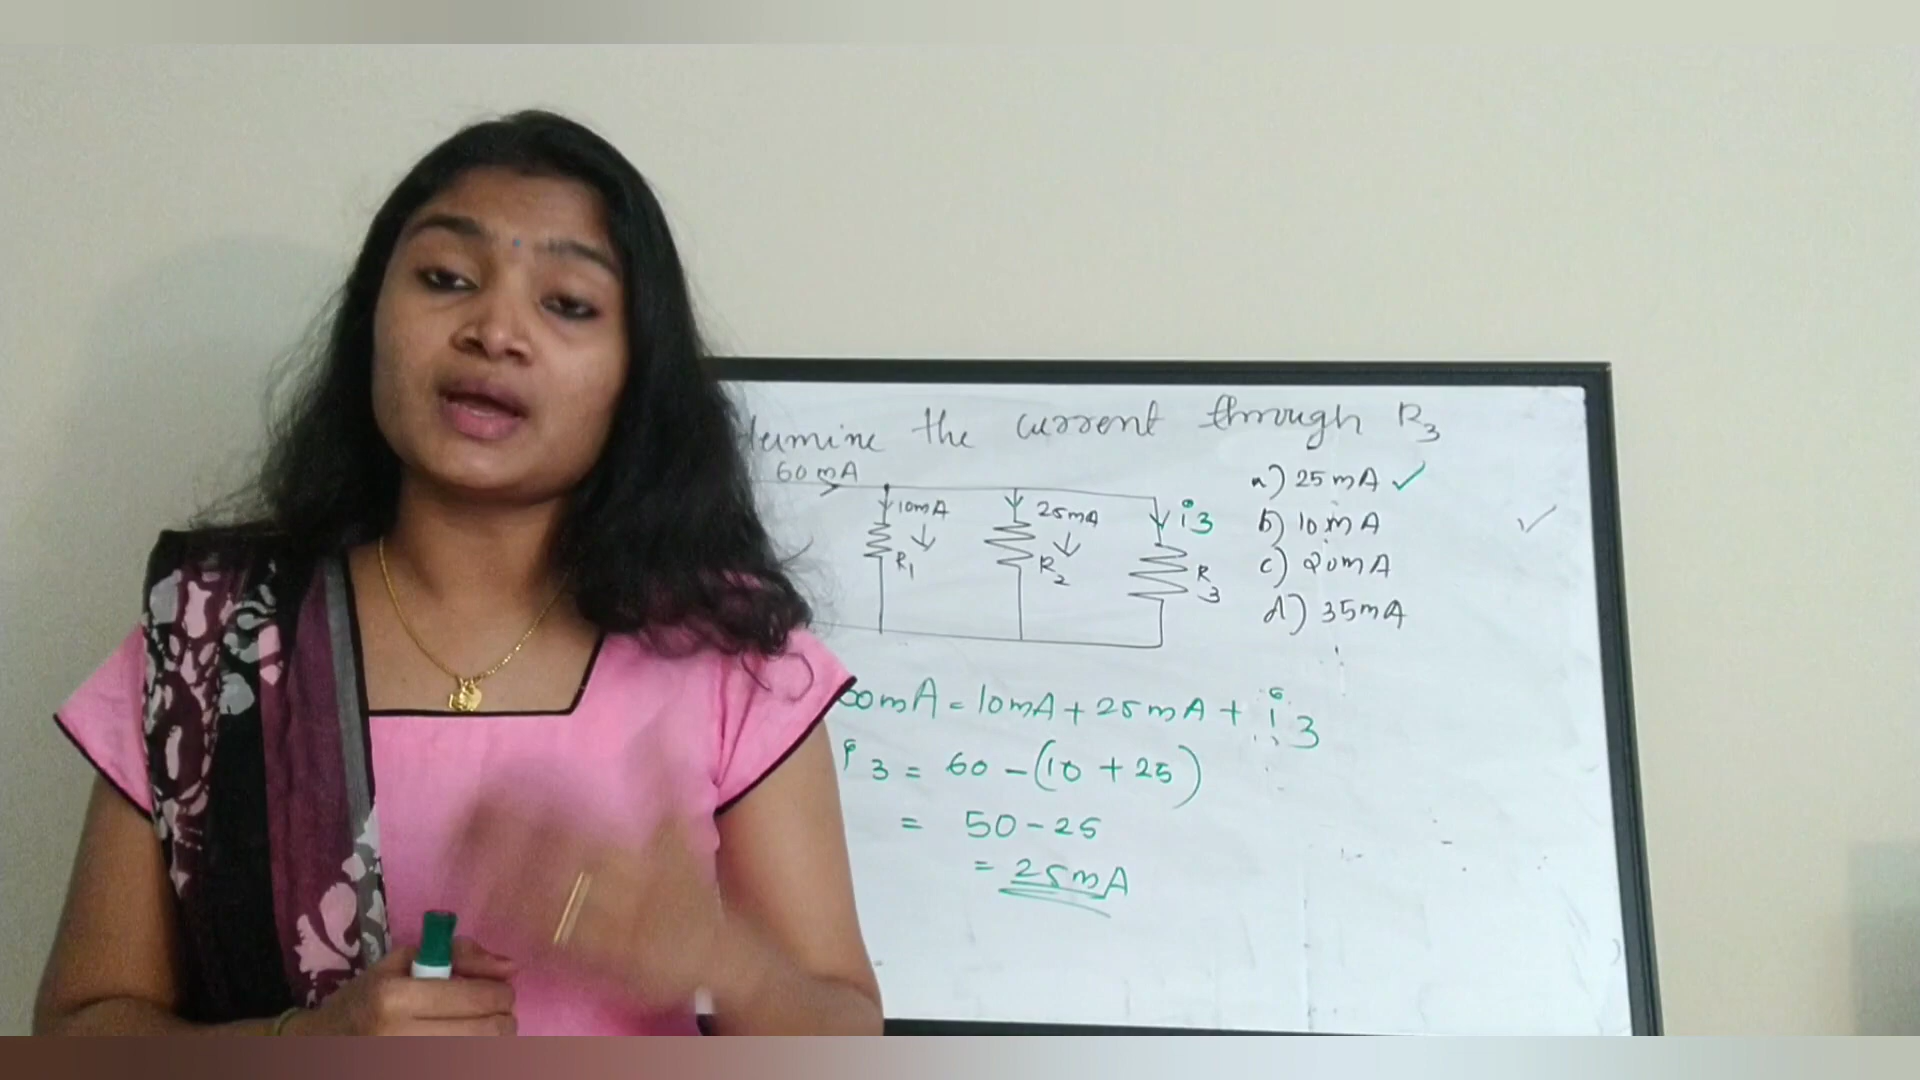 the current through R3
60mA
a) 25mA ✓
10mA
25mA
i3
b) 10mA
R1
R2
R3
c) 20mA
d) 35mA
60mA = 10mA + 25mA + i3
i3 = 60 - (10 + 25)
= 50 - 25
= 25mA